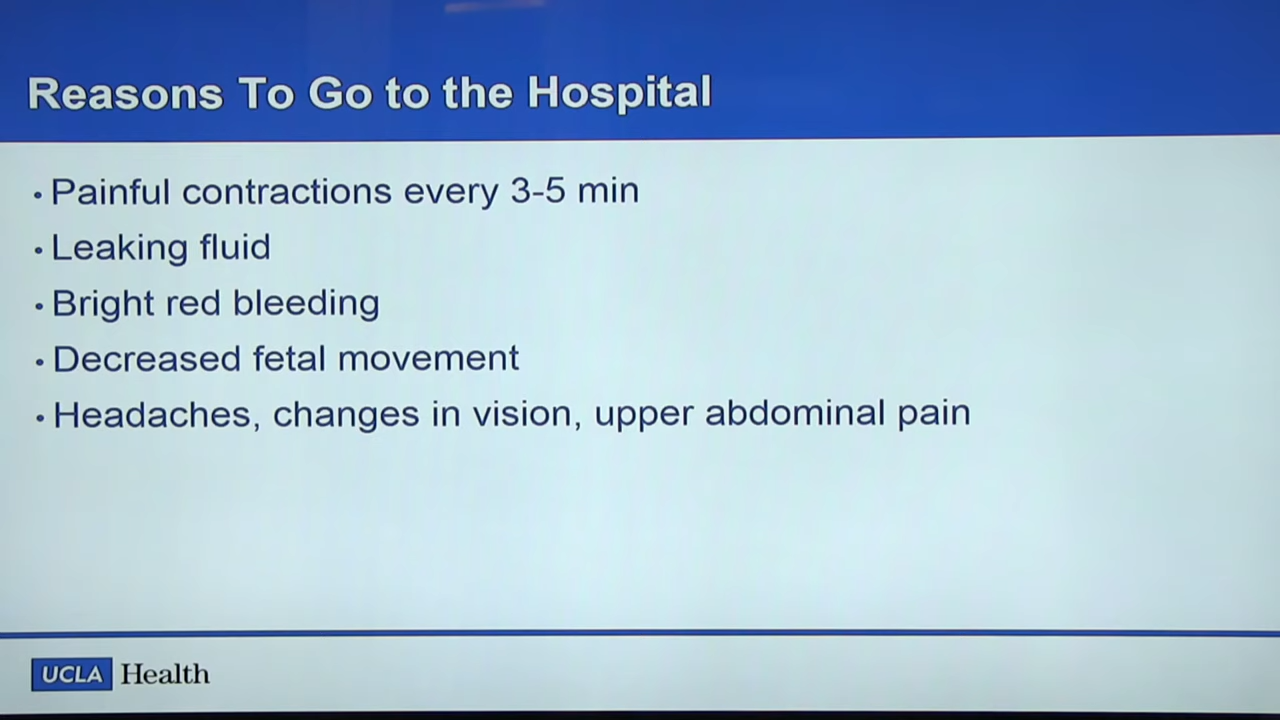 Reasons To Go to the Hospital
• Painful contractions every 3-5 min
• Leaking fluid
• Bright red bleeding
• Decreased fetal movement
• Headaches, changes in vision, upper abdominal pain
UCLA Health